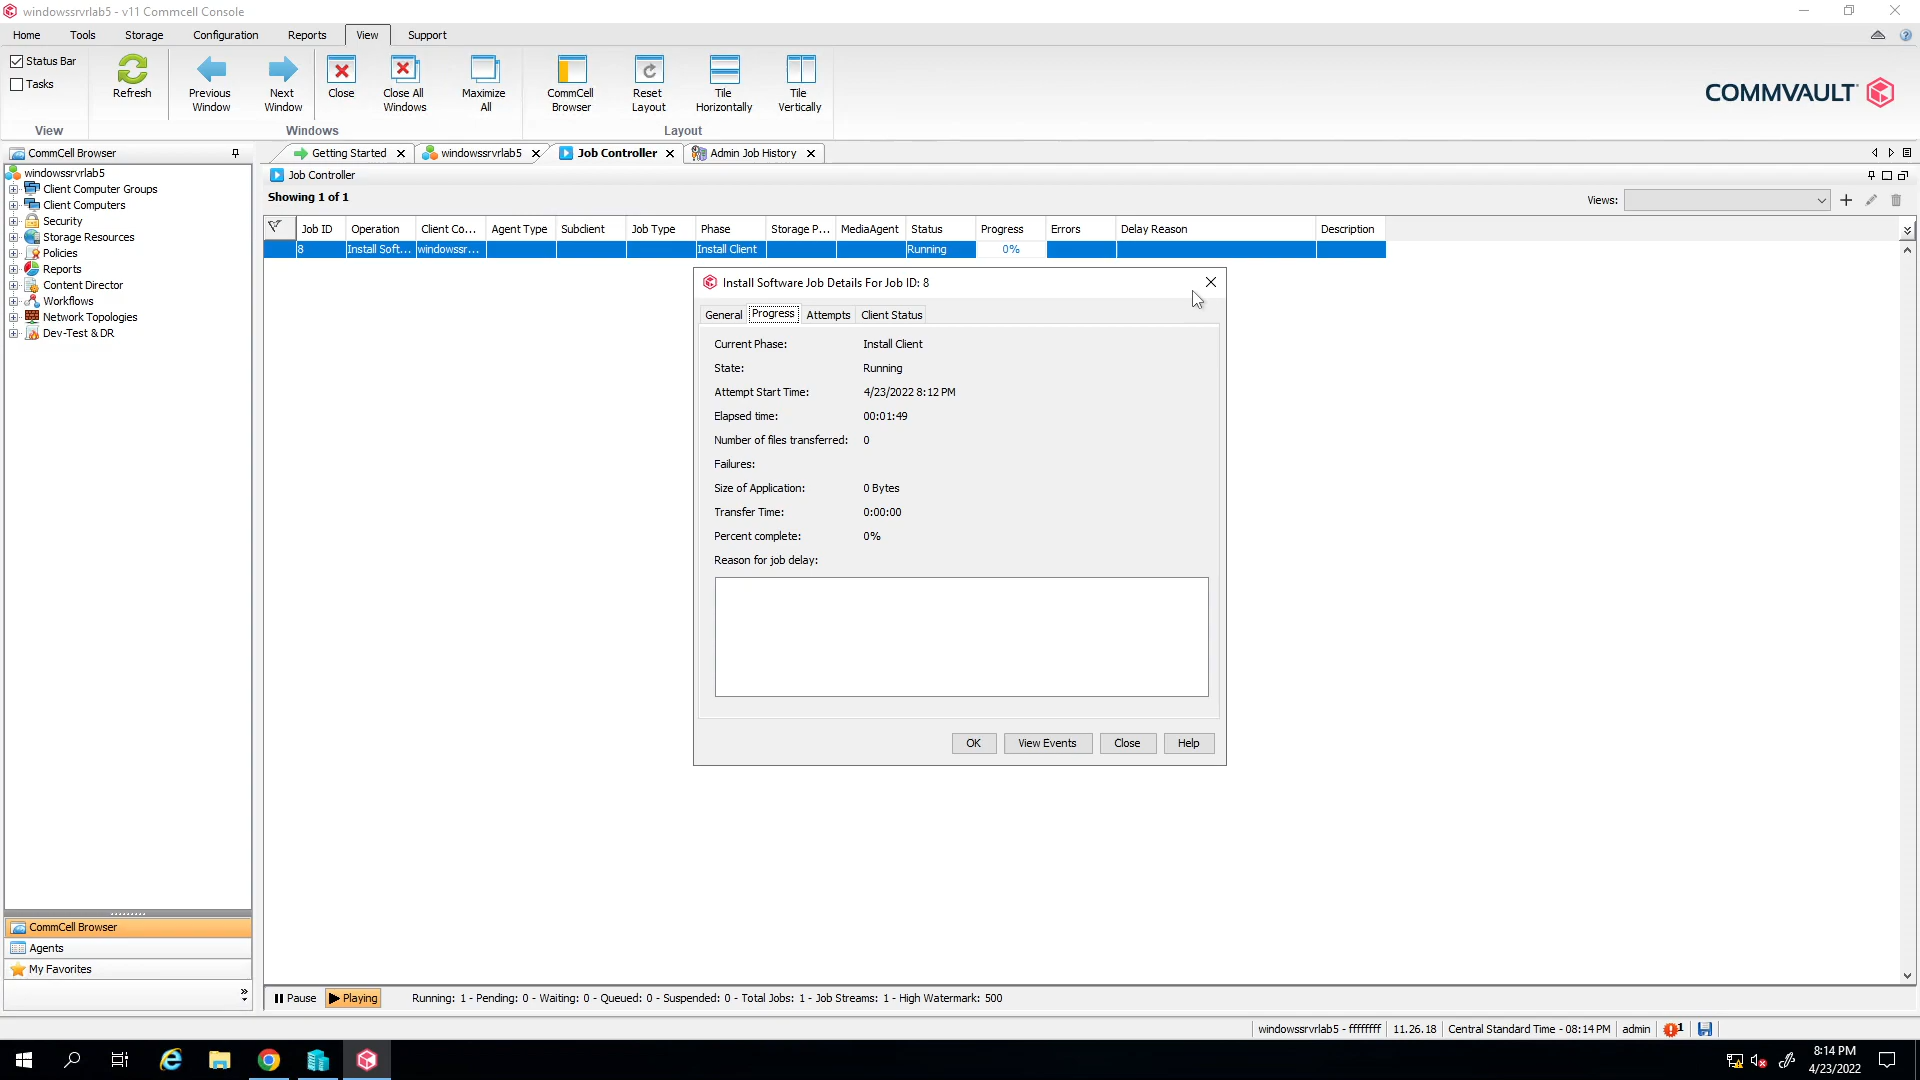 windowssrvrlab5 - v11 Commcell Console
Home Tools Storage Configuration Reports View Support
Status Bar
Tasks
Refresh
Previous Window
Next Window
Close
Close All Windows
Maximize All
CommCell Browser
Reset Layout
Tile Horizontally
Tile Vertically
View Windows Layout
COMMVAULT
CommCell Browser
Getting Started windowssrvrlab5 Job Controller Admin Job History
windowssrvrlab5
Client Computer Groups
Client Computers
Security
Storage Resources
Policies
Reports
Content Director
Workflows
Network Topologies
Dev-Test & DR
Job Controller
Showing 1 of 1
Views:
Job ID Operation Client Co... Agent Type Subclient Job Type Phase Storage P... MediaAgent Status Progress Errors Delay Reason Description
8 Install Soft... windowssr... Install Client Running 0%
Install Software Job Details For Job ID: 8
General Progress Attempts Client Status
Current Phase: Install Client
State: Running
Attempt Start Time: 4/23/2022 8:12 PM
Elapsed time: 00:01:49
Number of files transferred: 0
Failures:
Size of Application: 0 Bytes
Transfer Time: 0:00:00
Percent complete: 0%
Reason for job delay:
OK View Events Close Help
CommCell Browser
Agents
My Favorites
Pause Playing Running: 1 - Pending: 0 - Waiting: 0 - Queued: 0 - Suspended: 0 - Total Jobs: 1 - Job Streams: 1 - High Watermark: 500
windowssrvrlab5 - ffffffff 11.26.18 Central Standard Time - 08:14 PM admin 1
8:14 PM
4/23/2022